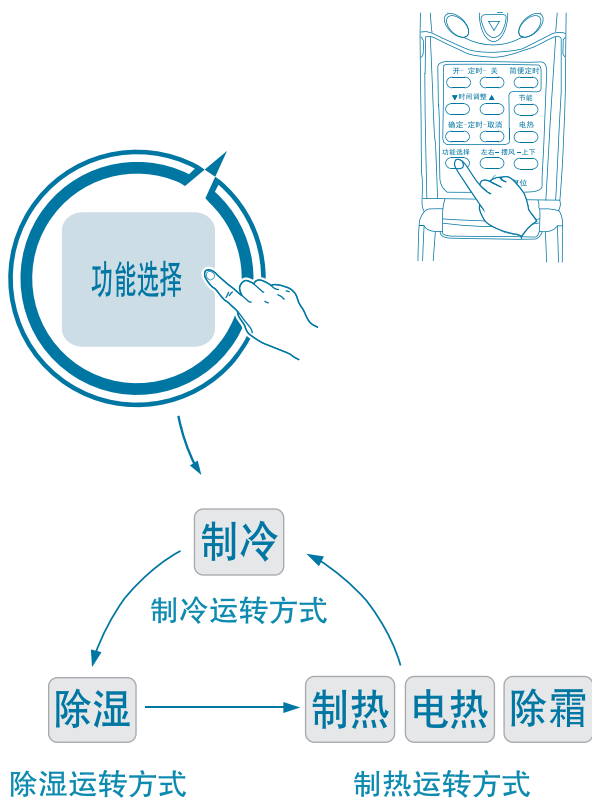 开- 定时- 关 简便定时
▼时间调整▲ 节能
确定-定时-取消 电热
功能选择 左右-摆风-上下
位
功能选择
制冷
制冷运转方式
除湿 制热 电热 除霜
除湿运转方式 制热运转方式